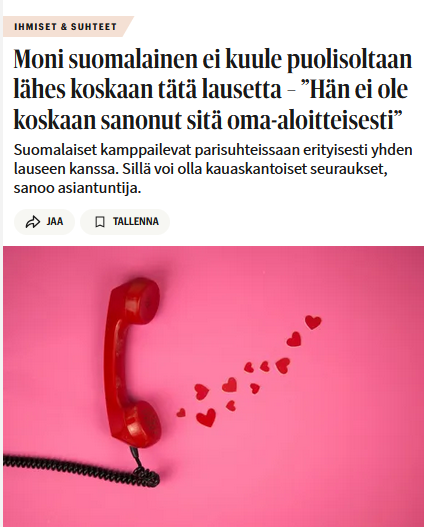 IHMISET & SUHTEET
Moni suomalainen ei kuule puolisoltaan
lähes koskaan tätä lausetta – ”Hän ei ole
koskaan sanonut sitä oma-aloitteisesti”
Suomalaiset kamppailevat parisuhteissaan erityisesti yhden
lauseen kanssa. Sillä voi olla kauaskantoiset seuraukset,
sanoo asiantuntija.
JAA
TALLENNA